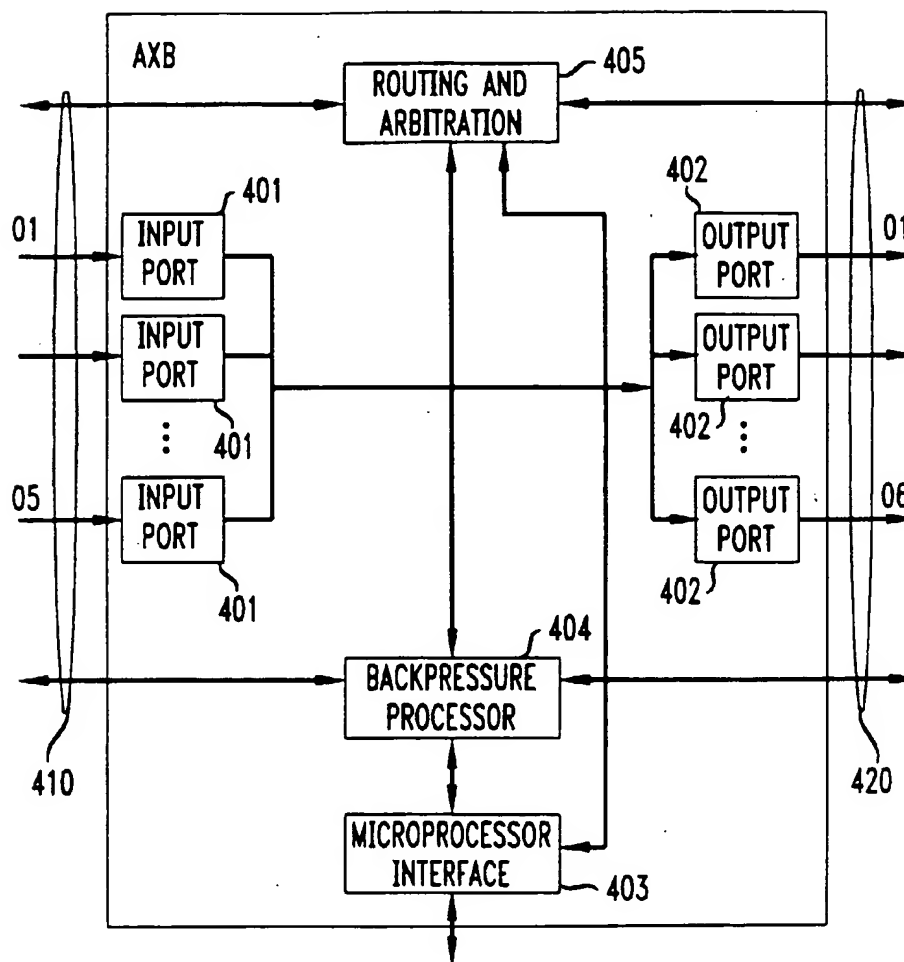 AXB
405
ROUTING AND
ARBITRATION
401
402
01
INPUT
PORT
OUTPUT
PORT
01
INPUT
PORT
OUTPUT
PORT
401
402
05
INPUT
PORT
OUTPUT
PORT
06
401
402
404
BACKPRESSURE
PROCESSOR
410
420
MICROPROCESSOR
INTERFACE
403